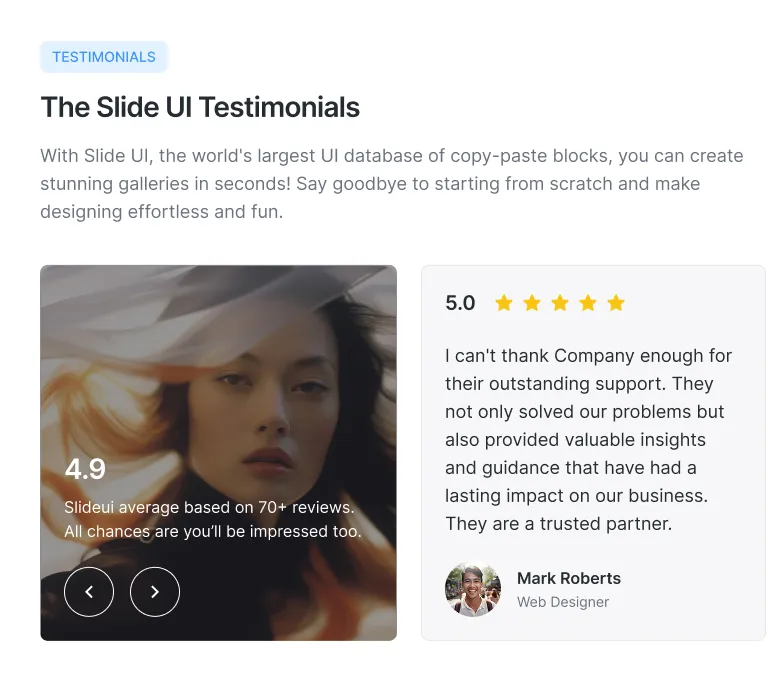 TESTIMONIALS
The Slide UI Testimonials
With Slide UI, the world's largest UI database of copy-paste blocks, you can create
stunning galleries in seconds! Say goodbye to starting from scratch and make
designing effortless and fun.
4.9
Slideui average based on 70+ reviews.
All chances are you’ll be impressed too.
5.0
I can't thank Company enough for
their outstanding support. They
not only solved our problems but
also provided valuable insights
and guidance that have had a
lasting impact on our business.
They are a trusted partner.
Mark Roberts
Web Designer